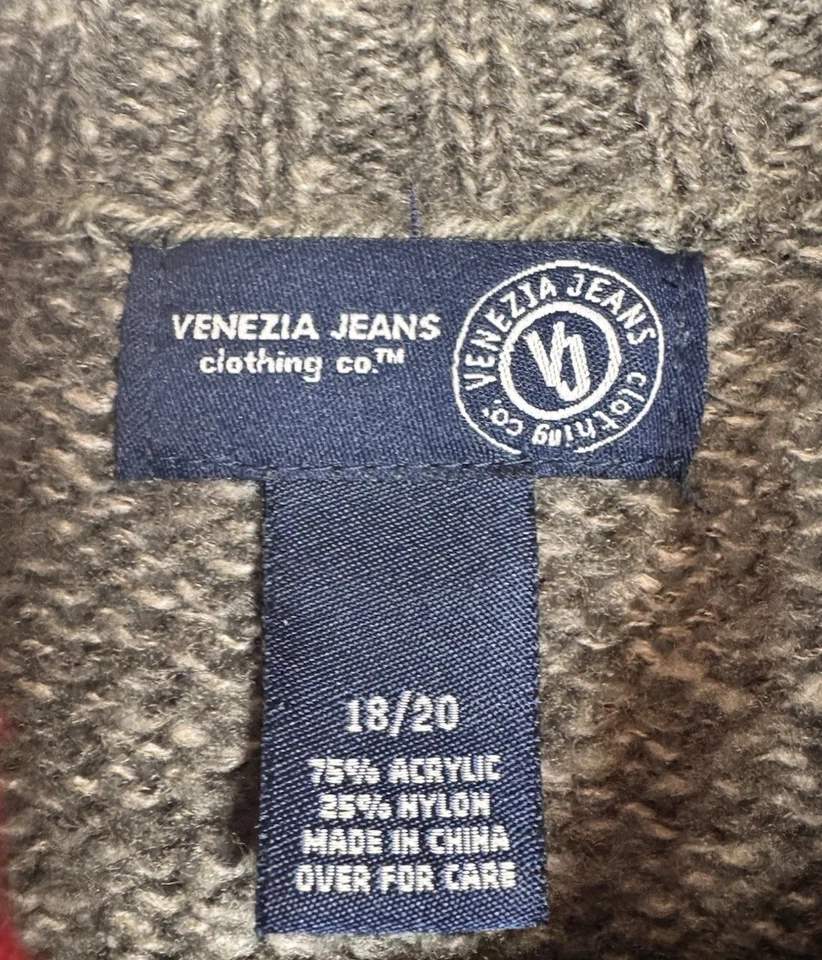 VENEZIA JEANS
clothing co.™
VENEZIA JEANS clothing co.
VJ
18/20
75% ACRYLIC
25% NYLON
MADE IN CHINA
OVER FOR CARE